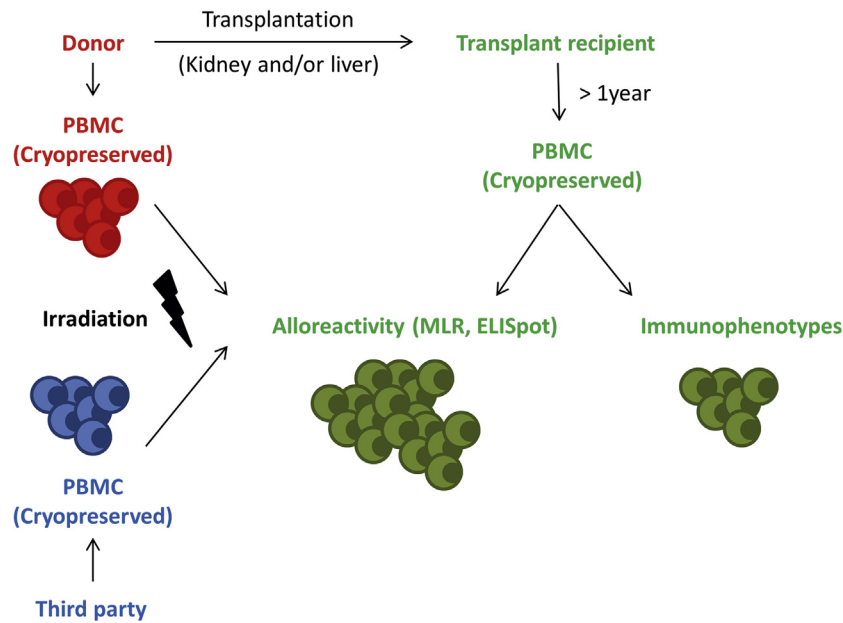 Donor
Transplantation
(Kidney and/or liver)
Transplant recipient
> 1year
PBMC
(Cryopreserved)
PBMC
(Cryopreserved)
Irradiation
Alloreactivity (MLR, ELISpot)
Immunophenotypes
PBMC
(Cryopreserved)
Third party